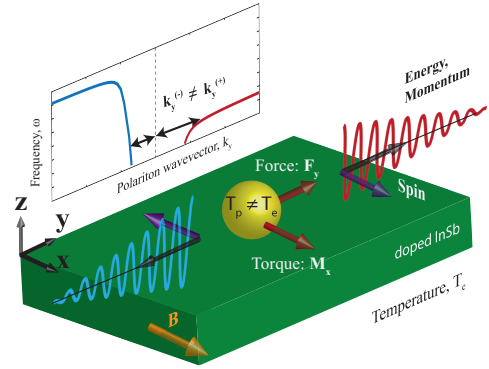 k_y^(-) ≠ k_y^(+)
Frequency, ω
Polariton wavevector, k_y
Energy,
Momentum
Force: F_y
T_p ≠ T_e
Spin
Torque: M_x
z
y
x
doped InSb
B
Temperature, T_e